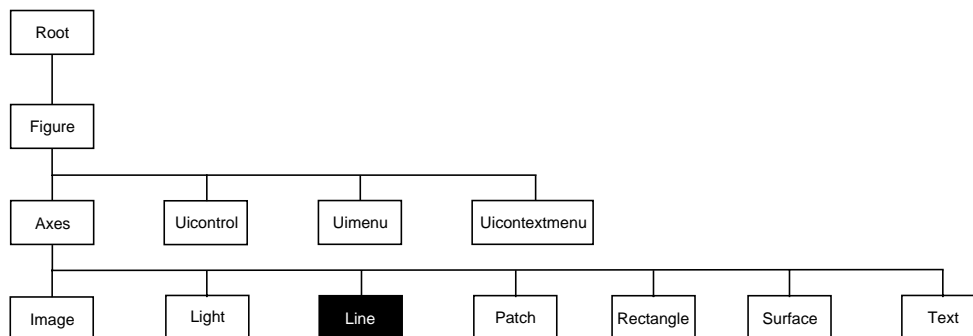 Root
Figure
Axes
Uicontrol
Uimenu
Uicontextmenu
Image
Light
Line
Patch
Rectangle
Surface
Text